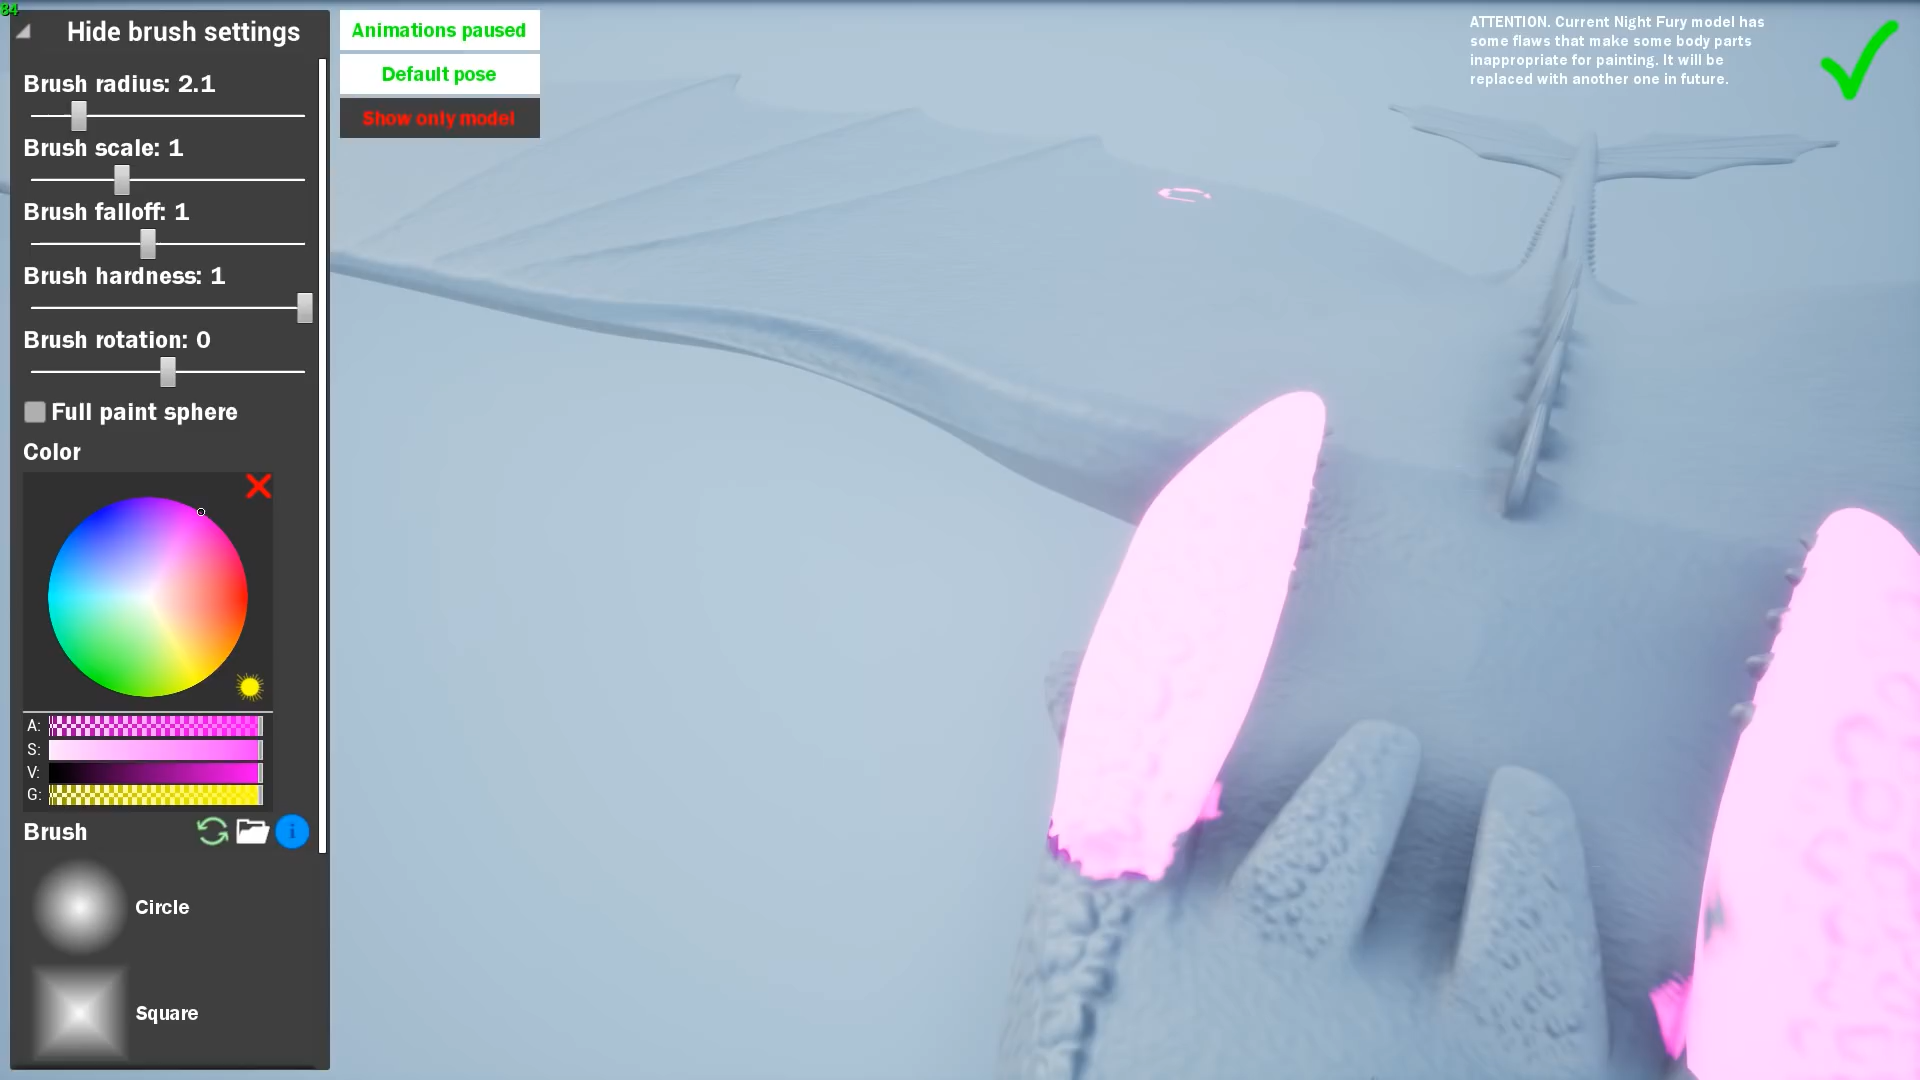 84
Hide brush settings
Brush radius: 2.1
Brush scale: 1
Brush falloff: 1
Brush hardness: 1
Brush rotation: 0
Full paint sphere
Color
A:
S:
V:
G:
Brush
i
Circle
Square
Animations paused
Default pose
Show only model
ATTENTION. Current Night Fury model has
some flaws that make some body parts
inappropriate for painting. It will be
replaced with another one in future.